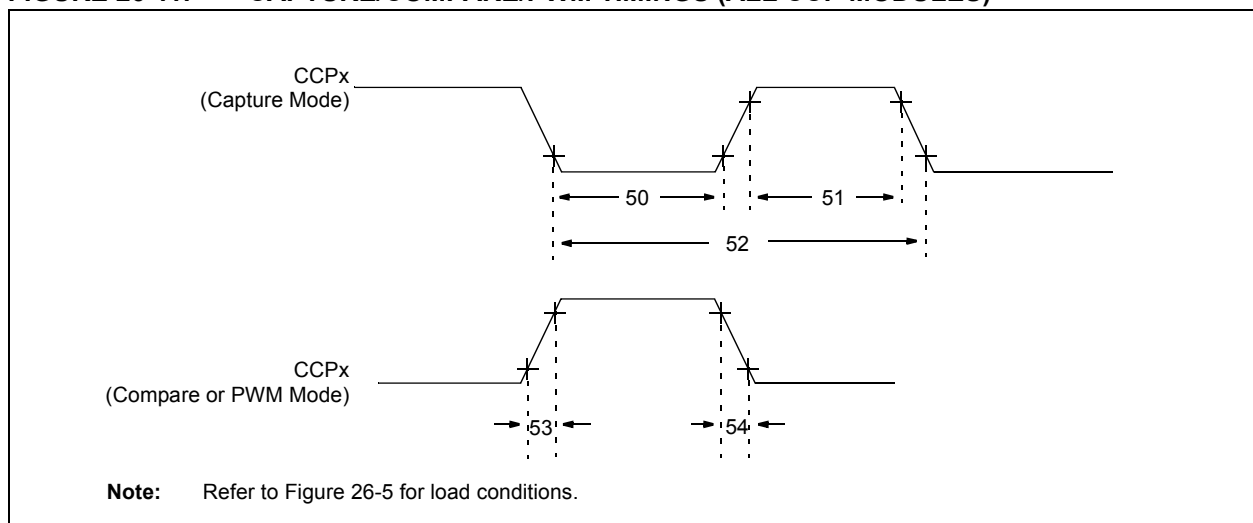 CCPx
(Capture Mode)
50
51
52
CCPx
(Compare or PWM Mode)
53
54
Note: Refer to Figure 26-5 for load conditions.